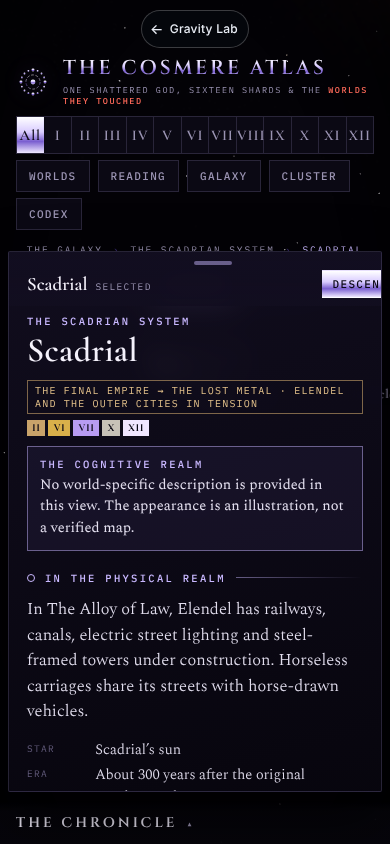 ← Gravity Lab
THE COSMERE ATLAS
ONE SHATTERED GOD, SIXTEEN SHARDS & THE WORLDS
THEY TOUCHED
All I II III IV V VI VII VIII IX X XI XII
WORLDS READING GALAXY CLUSTER
CODEX
THE GALAXY · THE SCADRIAN SYSTEM · SCADRIAL
Scadrial SELECTED
DESCEN
THE SCADRIAN SYSTEM
Scadrial
THE FINAL EMPIRE → THE LOST METAL · ELENDEL
AND THE OUTER CITIES IN TENSION
II VI VII X XII
THE COGNITIVE REALM
No world-specific description is provided in
this view. The appearance is an illustration, not
a verified map.
IN THE PHYSICAL REALM
In The Alloy of Law, Elendel has railways,
canals, electric street lighting and steel-
framed towers under construction. Horseless
carriages share its streets with horse-drawn
vehicles.
STAR Scadrial's sun
ERA About 300 years after the original
THE CHRONICLE